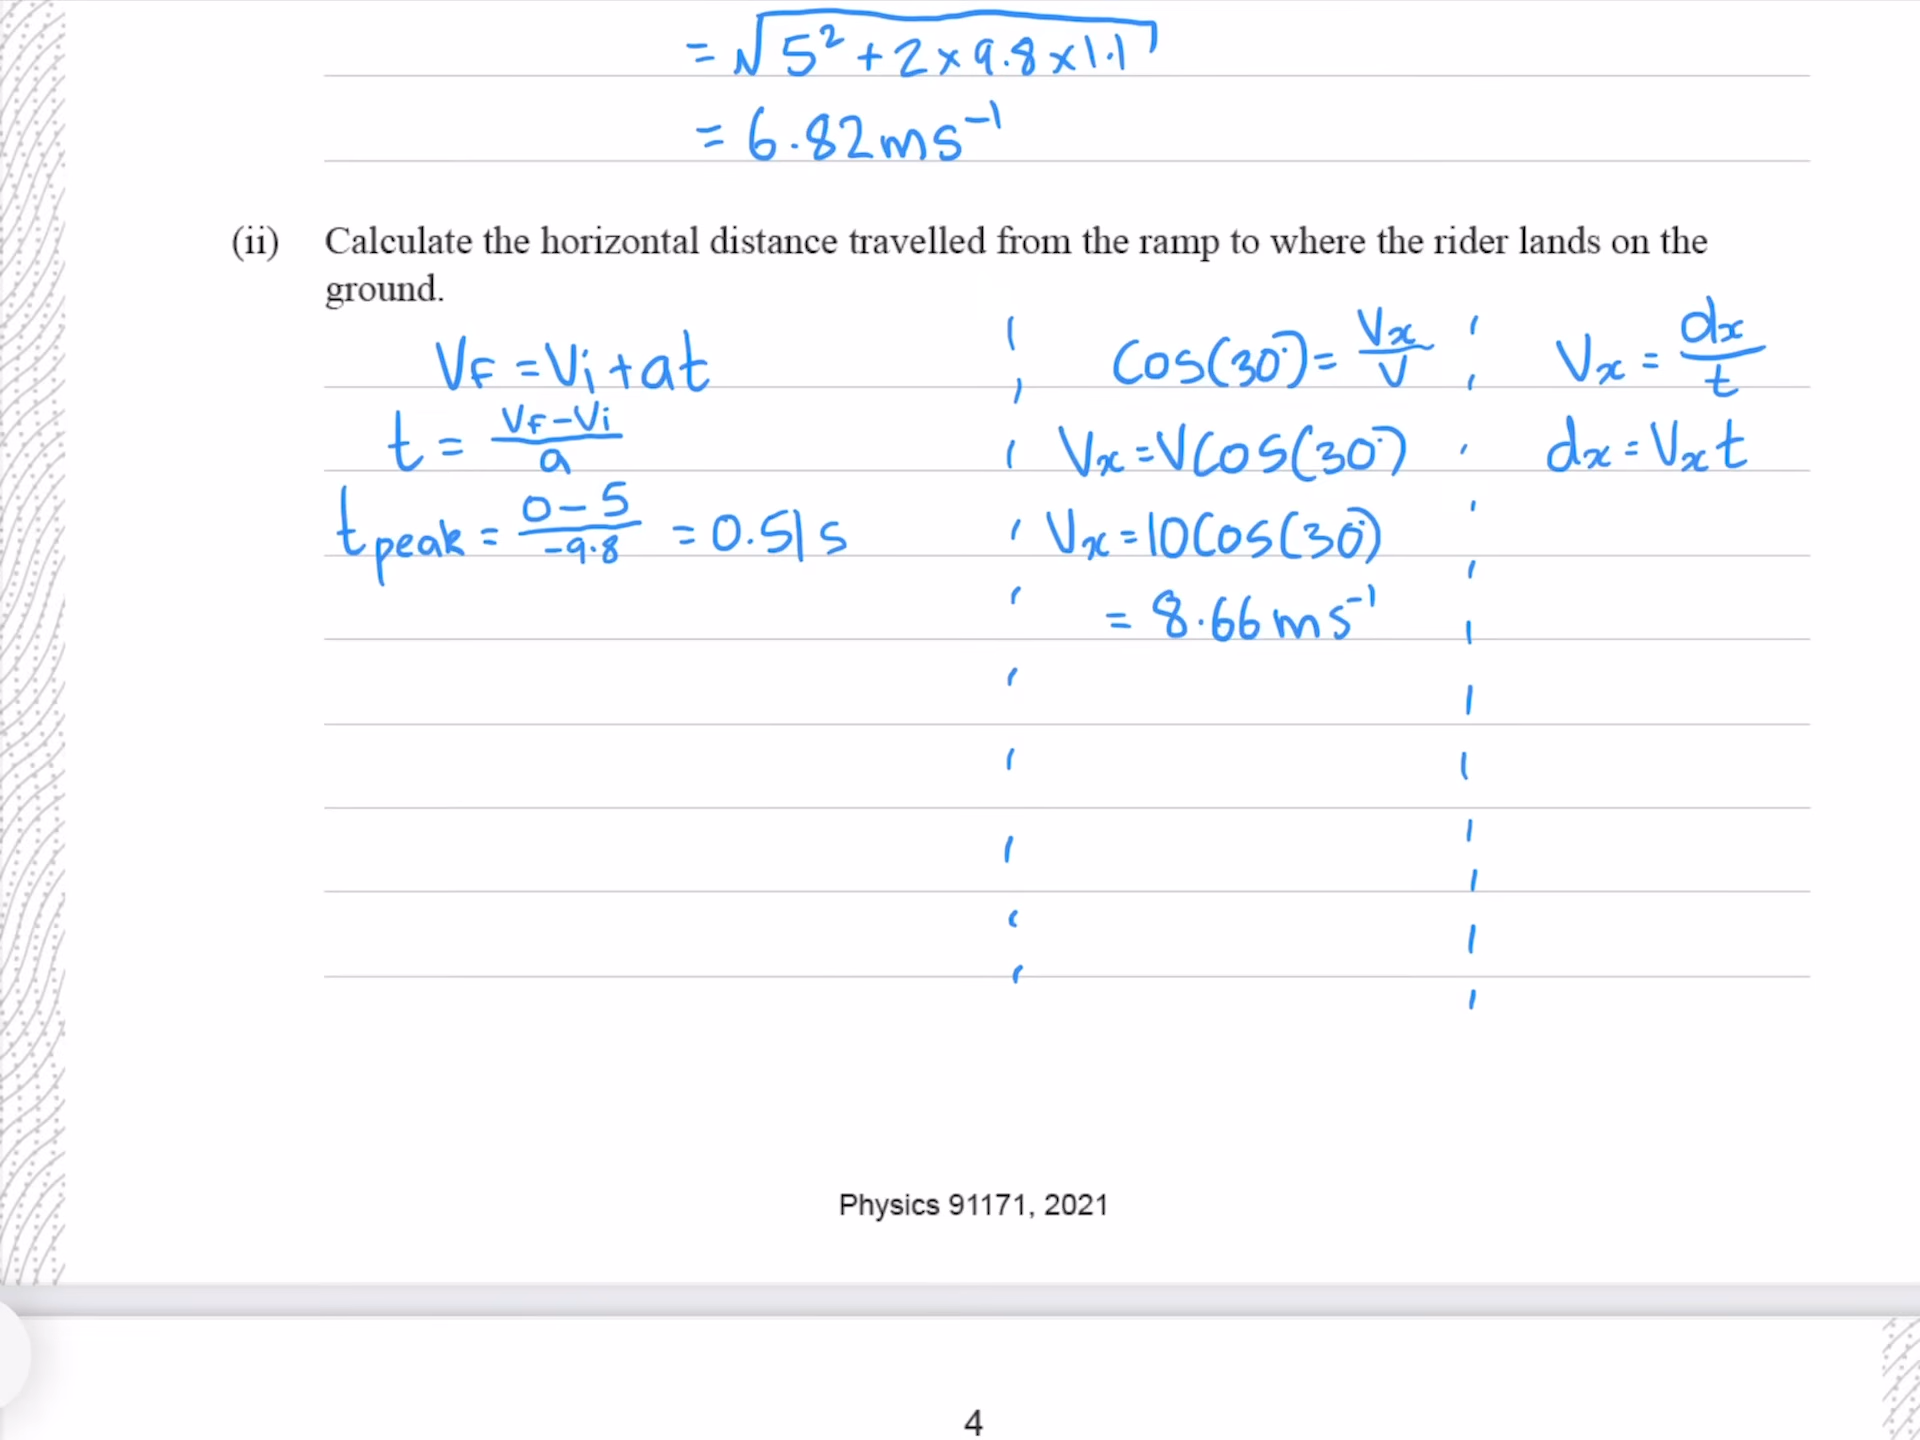 = √5² + 2 × 9.8 × 1.1
= 6.82 ms⁻¹
(ii) Calculate the horizontal distance travelled from the ramp to where the rider lands on the
ground.
VF = Vi + at
t = VF − Vi / a
tpeak = 0 − 5 / −9.8 = 0.51 s
Cos(30°) = Vx / V
Vx = V Cos(30°)
Vx = 10 Cos(30°)
= 8.66 ms⁻¹
Vx = dx / t
dx = Vx t
Physics 91171, 2021
4